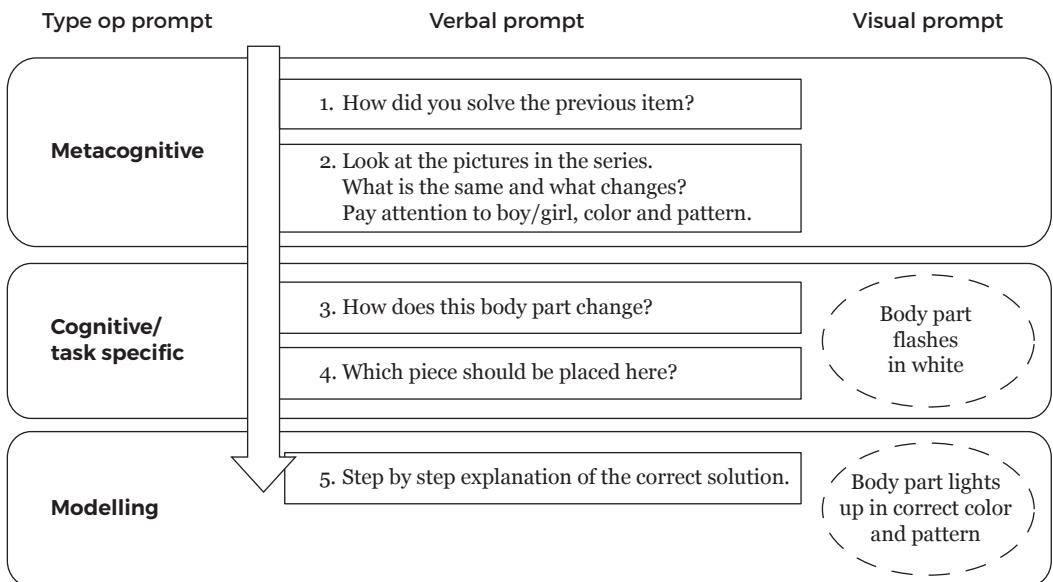 Type op prompt
Verbal prompt
Visual prompt
Metacognitive
1. How did you solve the previous item?
2. Look at the pictures in the series.
What is the same and what changes?
Pay attention to boy/girl, color and pattern.
Cognitive/
task specific
3. How does this body part change?
4. Which piece should be placed here?
Body part
flashes
in white
Modelling
5. Step by step explanation of the correct solution.
Body part lights
up in correct color
and pattern